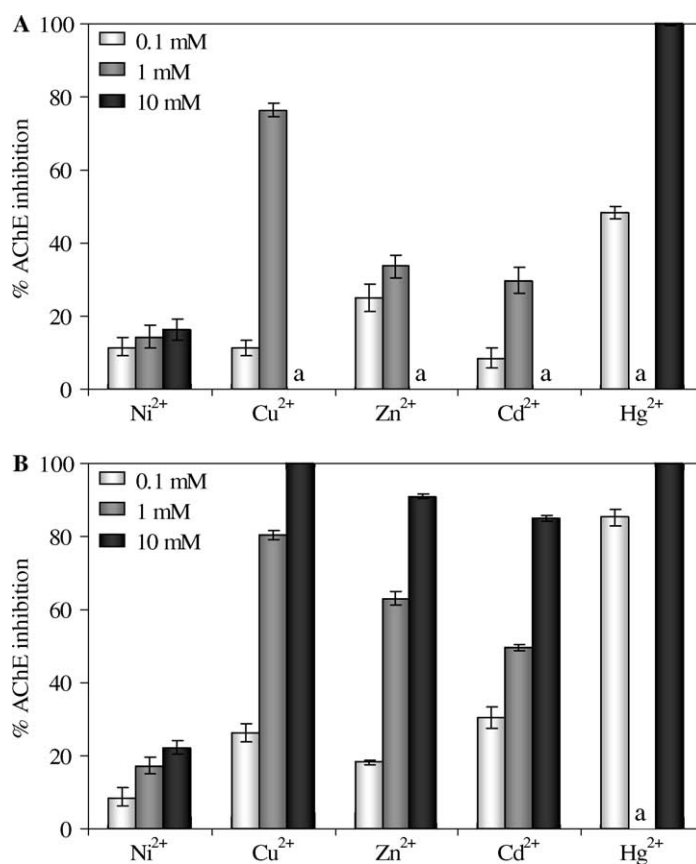 A
100
80
60
40
20
0
% AChE inhibition
0.1 mM
1 mM
10 mM
a a a a
Ni²⁺ Cu²⁺ Zn²⁺ Cd²⁺ Hg²⁺
B
100
80
60
40
20
0
% AChE inhibition
0.1 mM
1 mM
10 mM
a
Ni²⁺ Cu²⁺ Zn²⁺ Cd²⁺ Hg²⁺